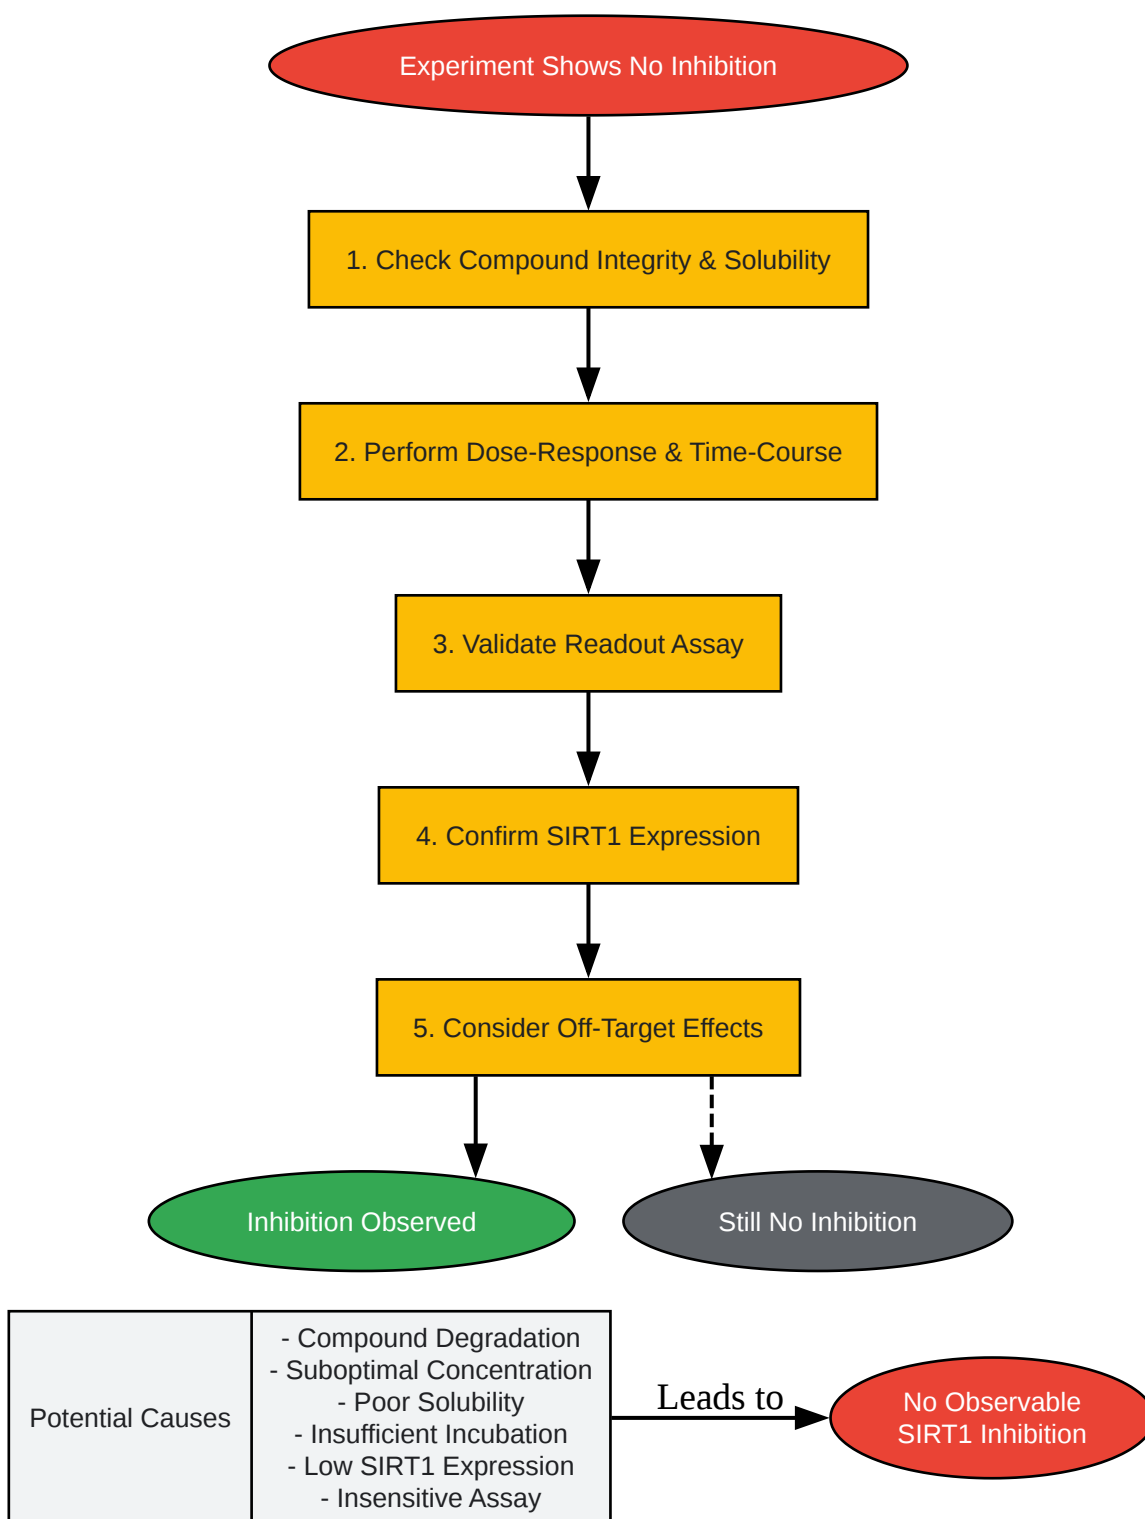 Experiment Shows No Inhibition
1. Check Compound Integrity & Solubility
2. Perform Dose-Response & Time-Course
3. Validate Readout Assay
4. Confirm SIRT1 Expression
5. Consider Off-Target Effects
Inhibition Observed
Still No Inhibition
Potential Causes
- Compound Degradation
- Suboptimal Concentration
- Poor Solubility
- Insufficient Incubation
- Low SIRT1 Expression
- Insensitive Assay
Leads to
No Observable
SIRT1 Inhibition